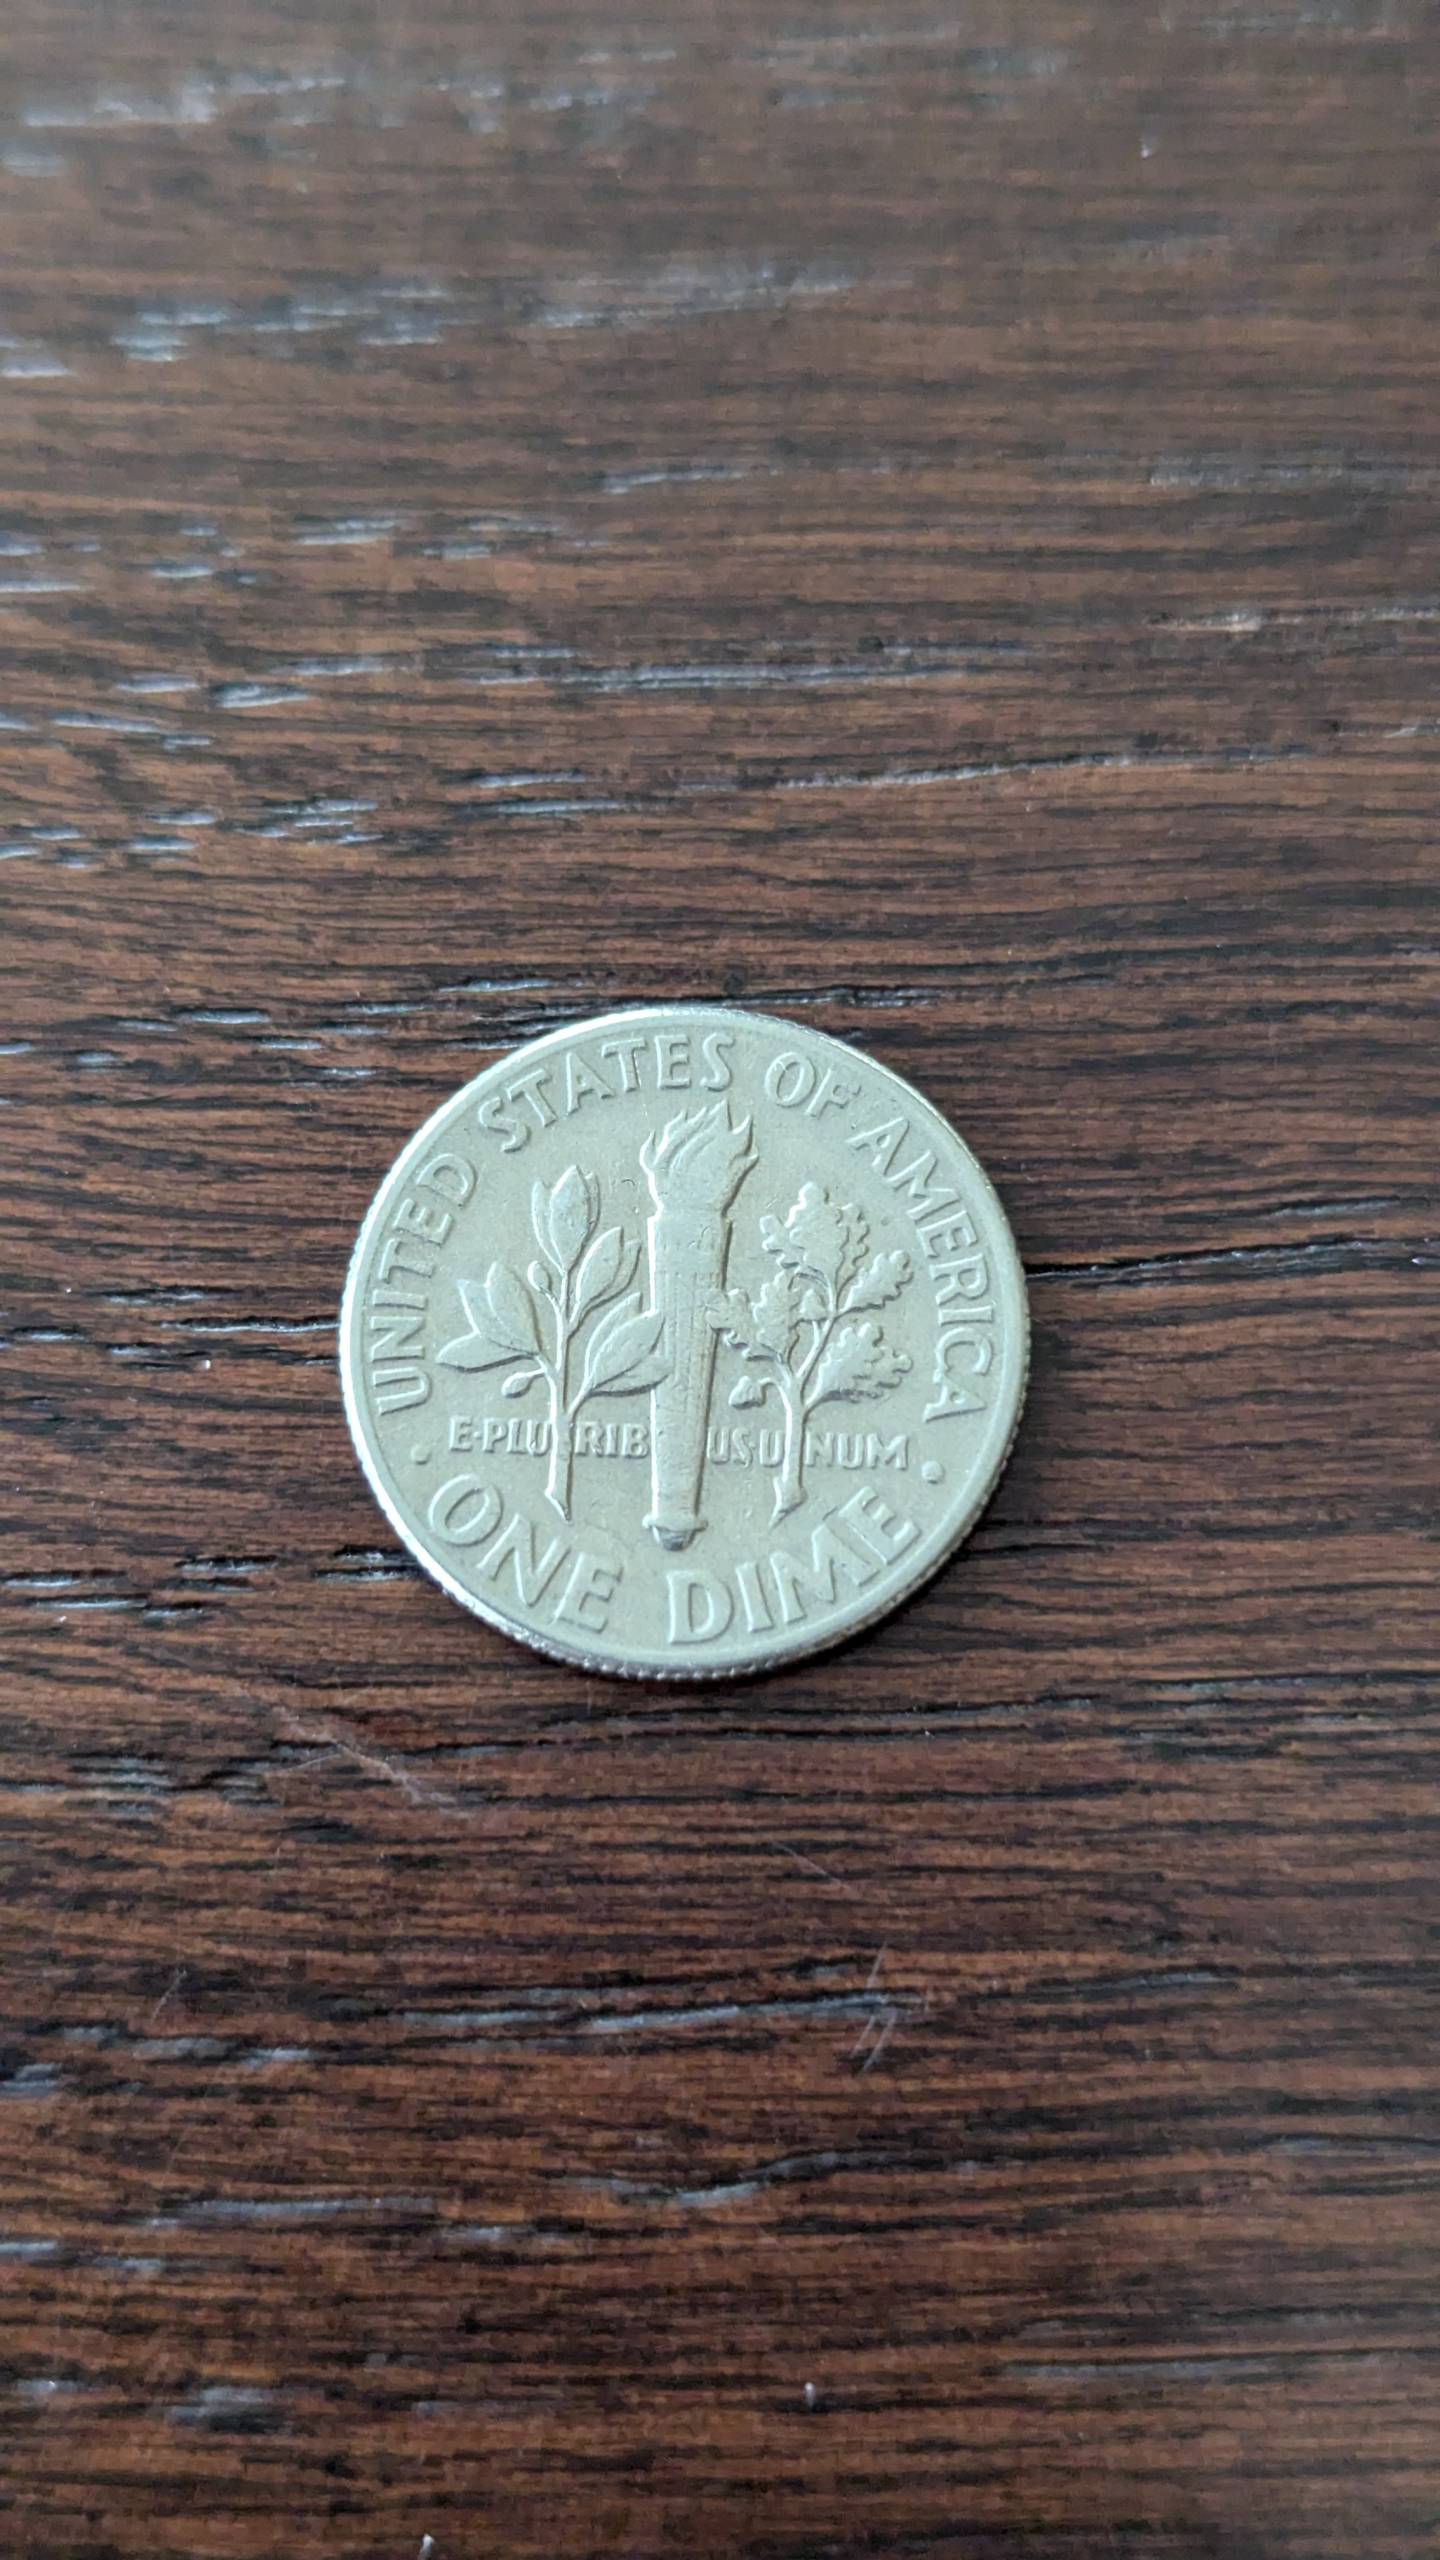 UNITED STATES OF AMERICA
E·PLURIBUS·UNUM
· ONE DIME ·